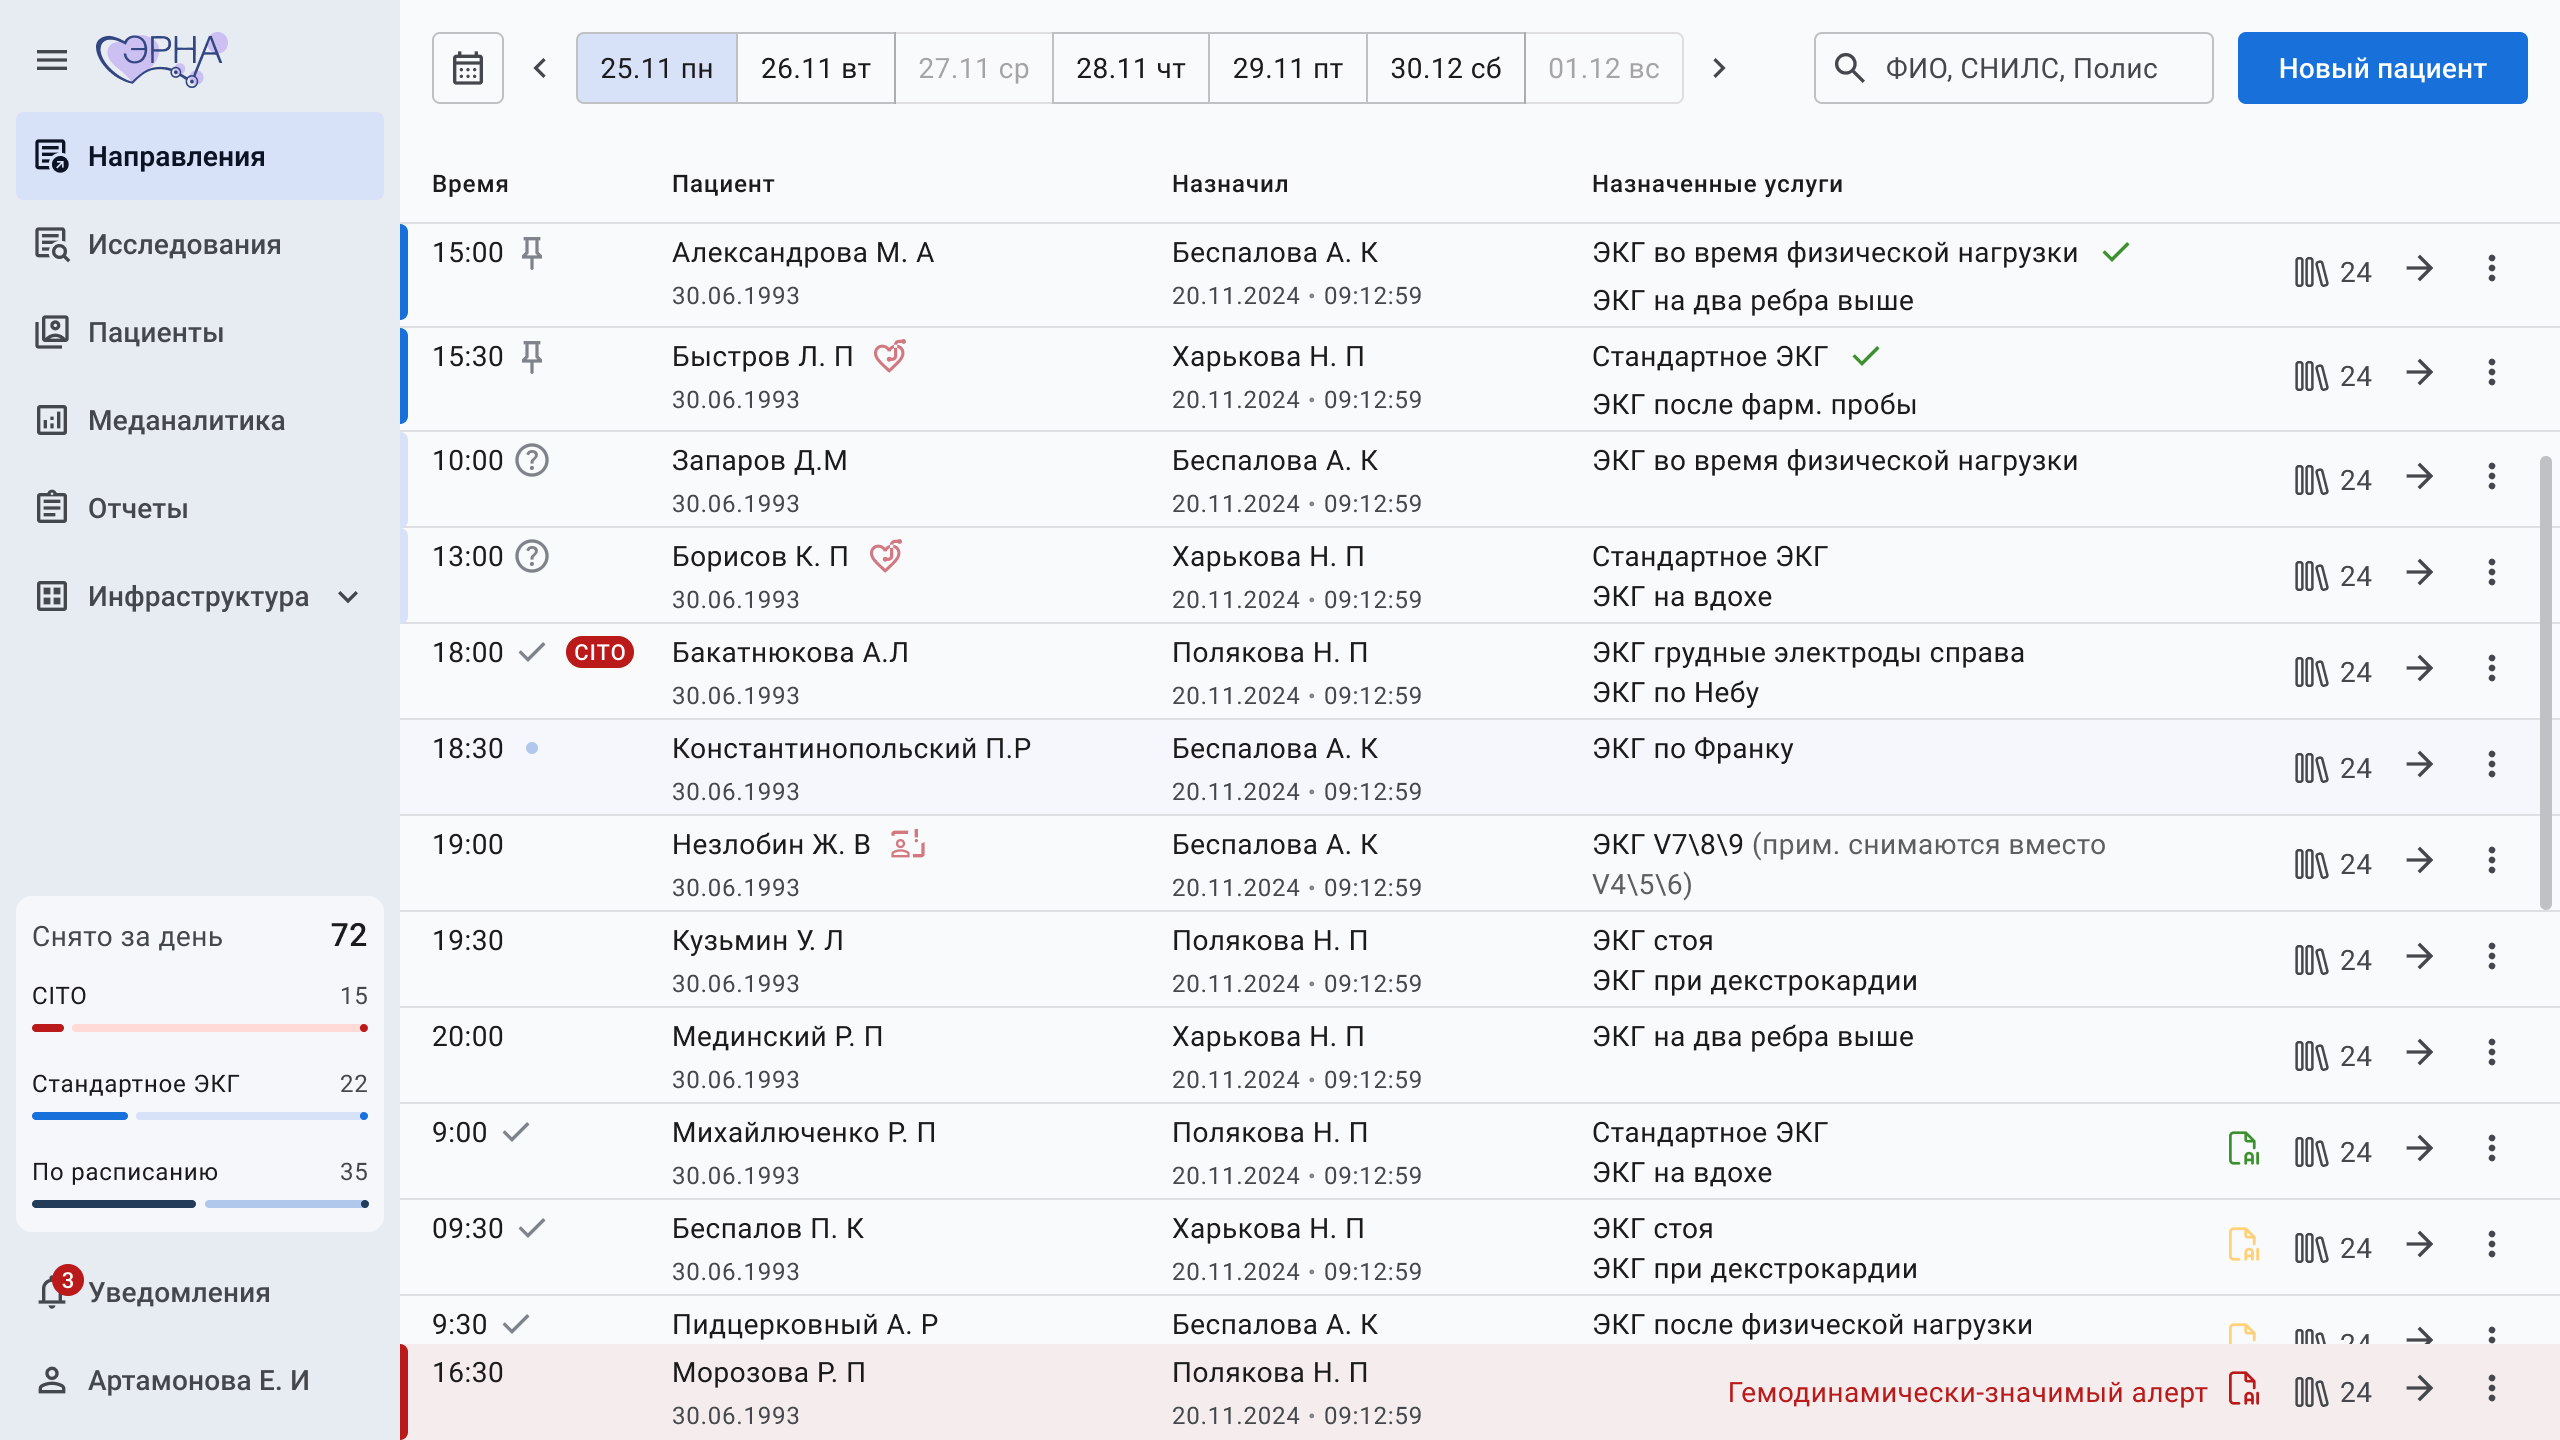 ЭРНА
Направления
Исследования
Пациенты
Меданалитика
Отчеты
Инфраструктура
Снято за день 72
CITO 15
Стандартное ЭКГ 22
По расписанию 35
3
Уведомления
Артамонова Е. И
25.11 пн 26.11 вт 27.11 ср 28.11 чт 29.11 пт 30.12 сб 01.12 вс
ФИО, СНИЛС, Полис
Новый пациент
Время Пациент Назначил Назначенные услуги
15:00 Александрова М. А Беспалова А. К ЭКГ во время физической нагрузки
24
30.06.1993 20.11.2024 • 09:12:59 ЭКГ на два ребра выше
15:30 Быстров Л. П Харькова Н. П Стандартное ЭКГ
24
30.06.1993 20.11.2024 • 09:12:59 ЭКГ после фарм. пробы
10:00 ? Запаров Д.М Беспалова А. К ЭКГ во время физической нагрузки
24
30.06.1993 20.11.2024 • 09:12:59
13:00 ? Борисов К. П Харькова Н. П Стандартное ЭКГ
24
30.06.1993 20.11.2024 • 09:12:59 ЭКГ на вдохе
18:00 CITO Бакатнюкова А.Л Полякова Н. П ЭКГ грудные электроды справа
24
30.06.1993 20.11.2024 • 09:12:59 ЭКГ по Небу
18:30 Константинопольский П.Р Беспалова А. К ЭКГ по Франку
24
30.06.1993 20.11.2024 • 09:12:59
19:00 Незлобин Ж. В Беспалова А. К ЭКГ V7\8\9 (прим. снимаются вместо
24
30.06.1993 20.11.2024 • 09:12:59 V4\5\6)
19:30 Кузьмин У. Л Полякова Н. П ЭКГ стоя
24
30.06.1993 20.11.2024 • 09:12:59 ЭКГ при декстрокардии
20:00 Мединский Р. П Харькова Н. П ЭКГ на два ребра выше
24
30.06.1993 20.11.2024 • 09:12:59
9:00 Михайлюченко Р. П Полякова Н. П Стандартное ЭКГ
AI 24
30.06.1993 20.11.2024 • 09:12:59 ЭКГ на вдохе
09:30 Беспалов П. К Харькова Н. П ЭКГ стоя
AI 24
30.06.1993 20.11.2024 • 09:12:59 ЭКГ при декстрокардии
9:30 Пидцерковный А. Р Беспалова А. К ЭКГ после физической нагрузки
24
16:30 Морозова Р. П Полякова Н. П
Гемодинамически-значимый алерт AI 24
30.06.1993 20.11.2024 • 09:12:59